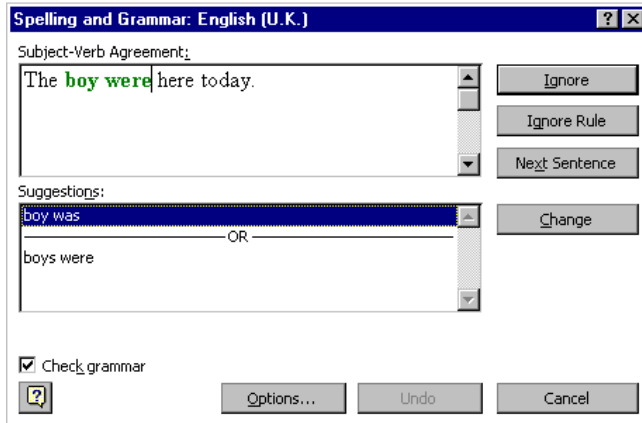 Spelling and Grammar: English (U.K.)
Subject-Verb Agreement:
The boy were here today.
Ignore
Ignore Rule
Next Sentence
Suggestions:
boy was
OR
boys were
Change
Check grammar
Options...
Undo
Cancel